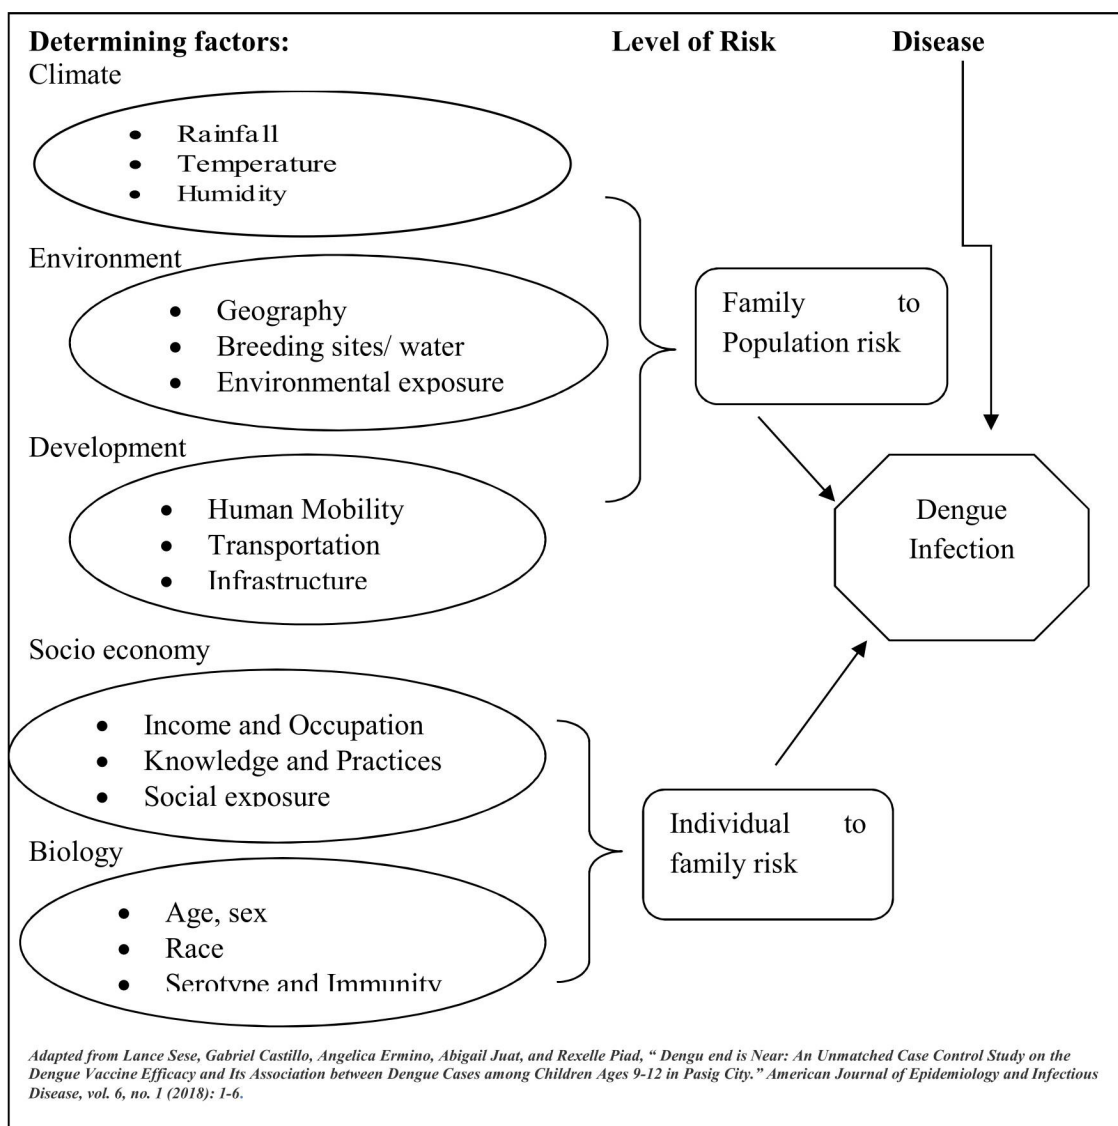 Determining factors:
Level of Risk
Disease
Climate
• Rainfall
• Temperature
• Humidity
Environment
• Geography
• Breeding sites/ water
• Environmental exposure
Family to
Population risk
Development
• Human Mobility
• Transportation
• Infrastructure
Dengue
Infection
Socio economy
• Income and Occupation
• Knowledge and Practices
• Social exposure
Individual to
family risk
Biology
• Age, sex
• Race
• Serotype and Immunity
Adapted from Lance Sese, Gabriel Castillo, Angelica Ermino, Abigail Juat, and Rexelle Piad, “ Dengu end is Near: An Unmatched Case Control Study on the
Dengue Vaccine Efficacy and Its Association between Dengue Cases among Children Ages 9-12 in Pasig City.” American Journal of Epidemiology and Infectious
Disease, vol. 6, no. 1 (2018): 1-6.